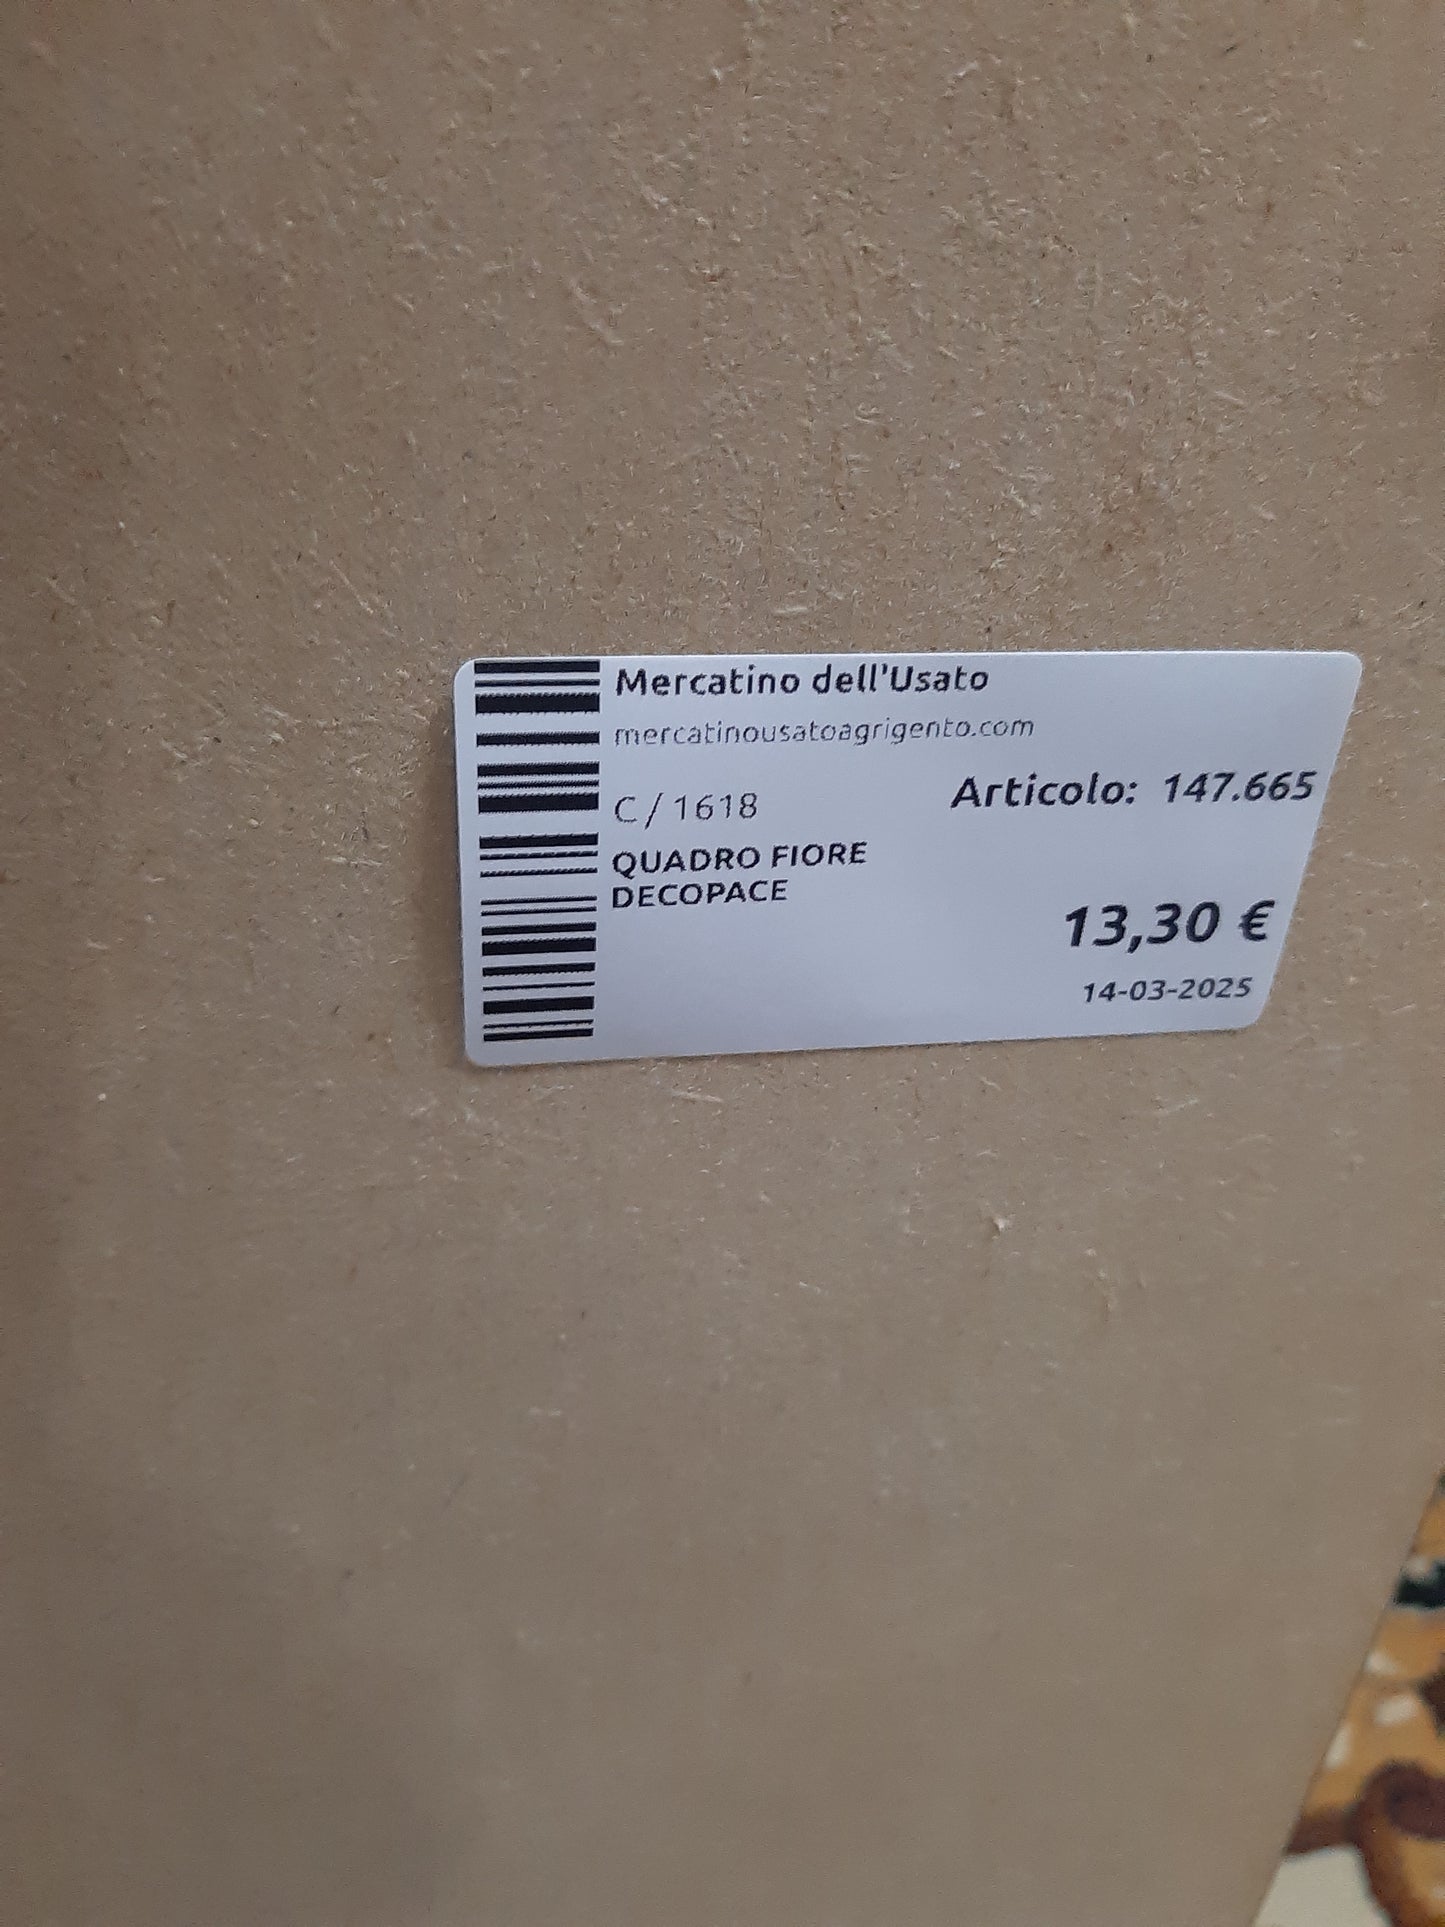 Mercatino dell'Usato
mercatinousatoagrigento.com
C / 1618
Articolo: 147.665
QUADRO FIORE
DECOPACE
13,30 €
14-03-2025